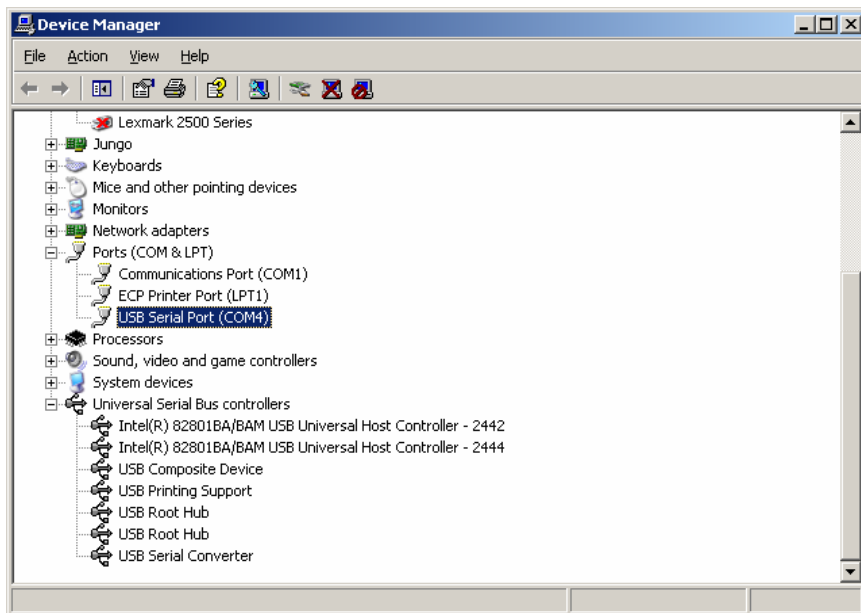 Device Manager
File Action View Help
Lexmark 2500 Series
Jungo
Keyboards
Mice and other pointing devices
Monitors
Network adapters
Ports (COM & LPT)
Communications Port (COM1)
ECP Printer Port (LPT1)
USB Serial Port (COM4)
Processors
Sound, video and game controllers
System devices
Universal Serial Bus controllers
Intel(R) 82801BA/BAM USB Universal Host Controller - 2442
Intel(R) 82801BA/BAM USB Universal Host Controller - 2444
USB Composite Device
USB Printing Support
USB Root Hub
USB Root Hub
USB Serial Converter